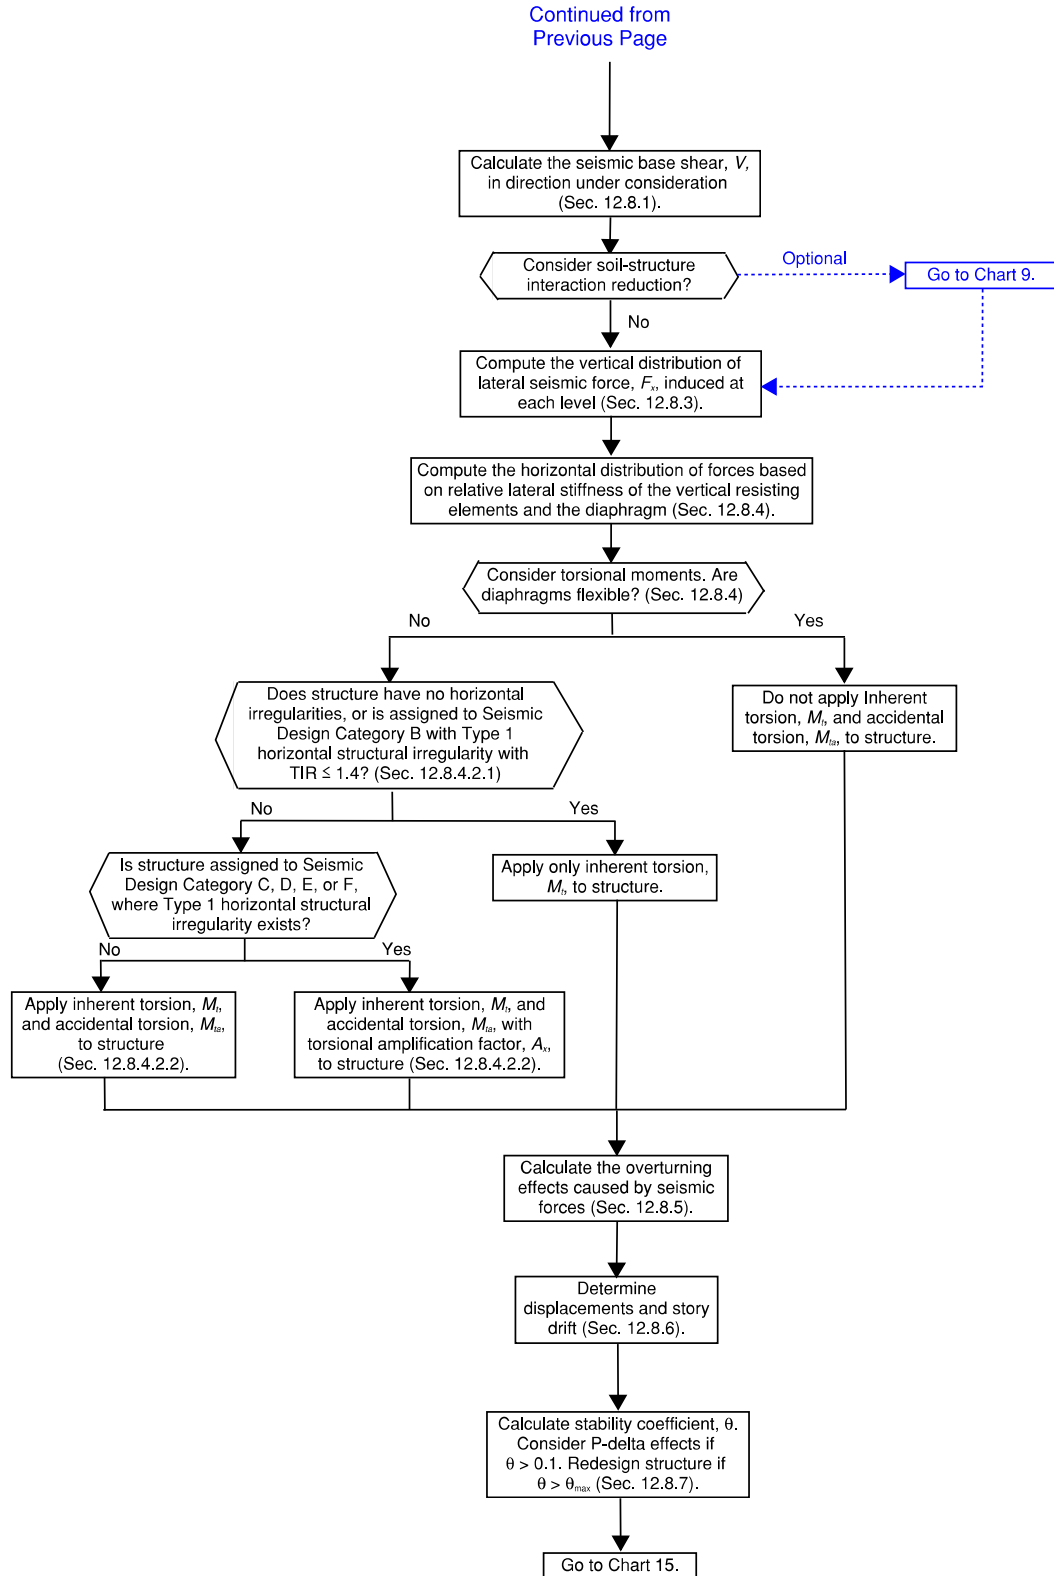 Continued from
Previous Page
Calculate the seismic base shear, V,
in direction under consideration
(Sec. 12.8.1).
Consider soil-structure
interaction reduction?
Optional
Go to Chart 9.
No
Compute the vertical distribution of
lateral seismic force, Fx, induced at
each level (Sec. 12.8.3).
Compute the horizontal distribution of forces based
on relative lateral stiffness of the vertical resisting
elements and the diaphragm (Sec. 12.8.4).
Consider torsional moments. Are
diaphragms flexible? (Sec. 12.8.4)
No
Yes
Does structure have no horizontal
irregularities, or is assigned to Seismic
Design Category B with Type 1
horizontal structural irregularity with
TIR ≤ 1.4? (Sec. 12.8.4.2.1)
Do not apply Inherent
torsion, Mt, and accidental
torsion, Mta, to structure.
No
Yes
Is structure assigned to Seismic
Design Category C, D, E, or F,
where Type 1 horizontal structural
irregularity exists?
Apply only inherent torsion,
Mt, to structure.
No
Yes
Apply inherent torsion, Mt,
and accidental torsion, Mta,
to structure
(Sec. 12.8.4.2.2).
Apply inherent torsion, Mt, and
accidental torsion, Mta, with
torsional amplification factor, Ax,
to structure (Sec. 12.8.4.2.2).
Calculate the overturning
effects caused by seismic
forces (Sec. 12.8.5).
Determine
displacements and story
drift (Sec. 12.8.6).
Calculate stability coefficient, θ.
Consider P-delta effects if
θ > 0.1. Redesign structure if
θ > θmax (Sec. 12.8.7).
Go to Chart 15.